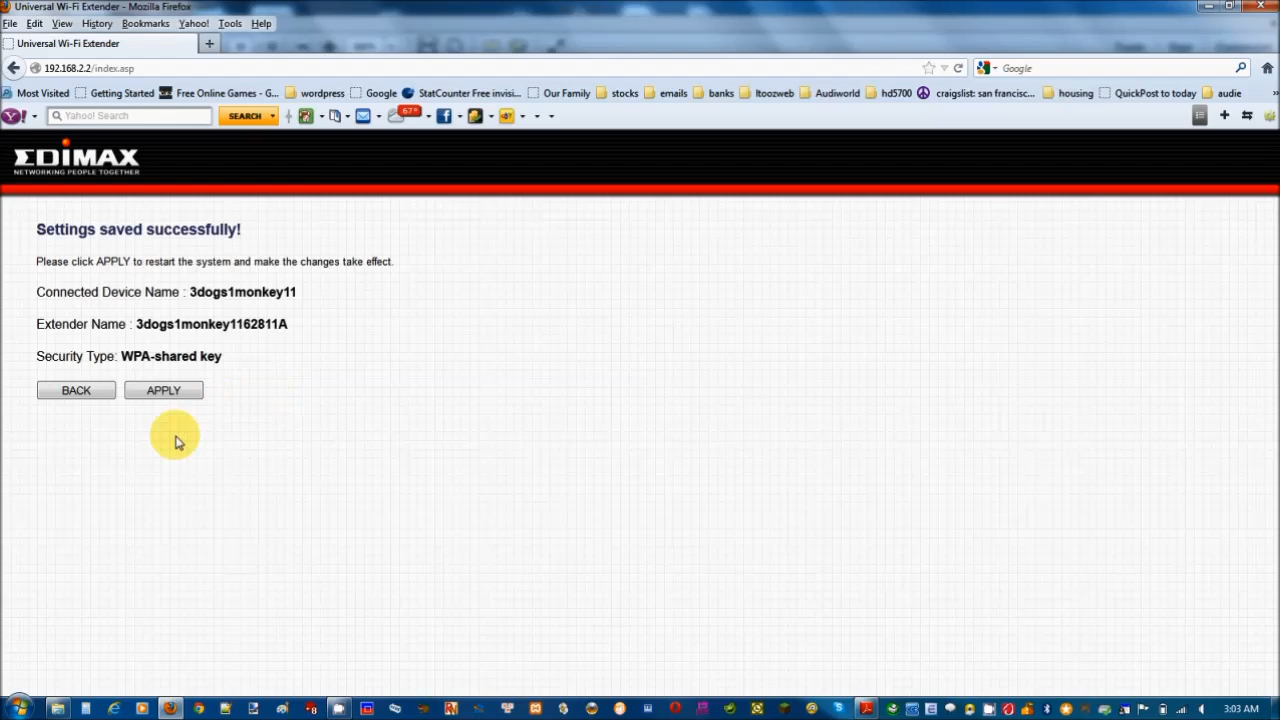 Universal Wi-Fi Extender - Mozilla Firefox
File Edit View History Bookmarks Yahoo! Tools Help
Universal Wi-Fi Extender
192.168.2.2/index.asp
Google
Most Visited Getting Started Free Online Games - G... wordpress Google StatCounter Free invisi... Our Family stocks emails banks ltoozweb Audiworld hd5700 craigslist: san francisc... housing QuickPost to today audie
Yahoo! Search SEARCH 67°
EDIMAX
NETWORKING PEOPLE TOGETHER
Settings saved successfully!
Please click APPLY to restart the system and make the changes take effect.
Connected Device Name : 3dogs1monkey11
Extender Name : 3dogs1monkey1162811A
Security Type: WPA-shared key
BACK APPLY
3:03 AM